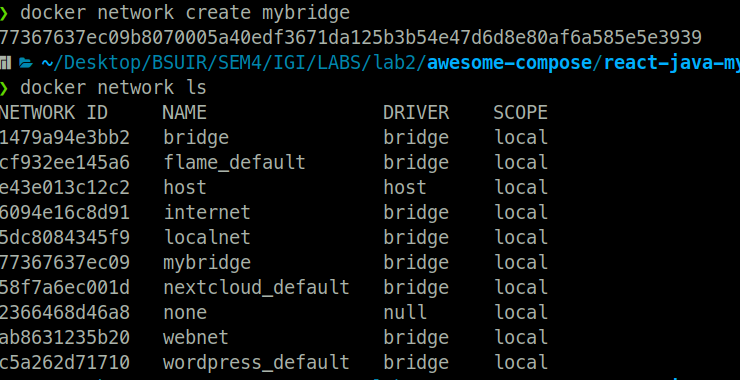 ❯ docker network create mybridge
77367637ec09b8070005a40edf3671da125b3b54e47d6d8e80af6a585e5e3939
~/Desktop/BSUIR/SEM4/IGI/LABS/lab2/awesome-compose/react-java-my
❯ docker network ls
NETWORK ID NAME DRIVER SCOPE
1479a94e3bb2 bridge bridge local
cf932ee145a6 flame_default bridge local
e43e013c12c2 host host local
6094e16c8d91 internet bridge local
5dc8084345f9 localnet bridge local
77367637ec09 mybridge bridge local
58f7a6ec001d nextcloud_default bridge local
2366468d46a8 none null local
ab8631235b20 webnet bridge local
c5a262d71710 wordpress_default bridge local